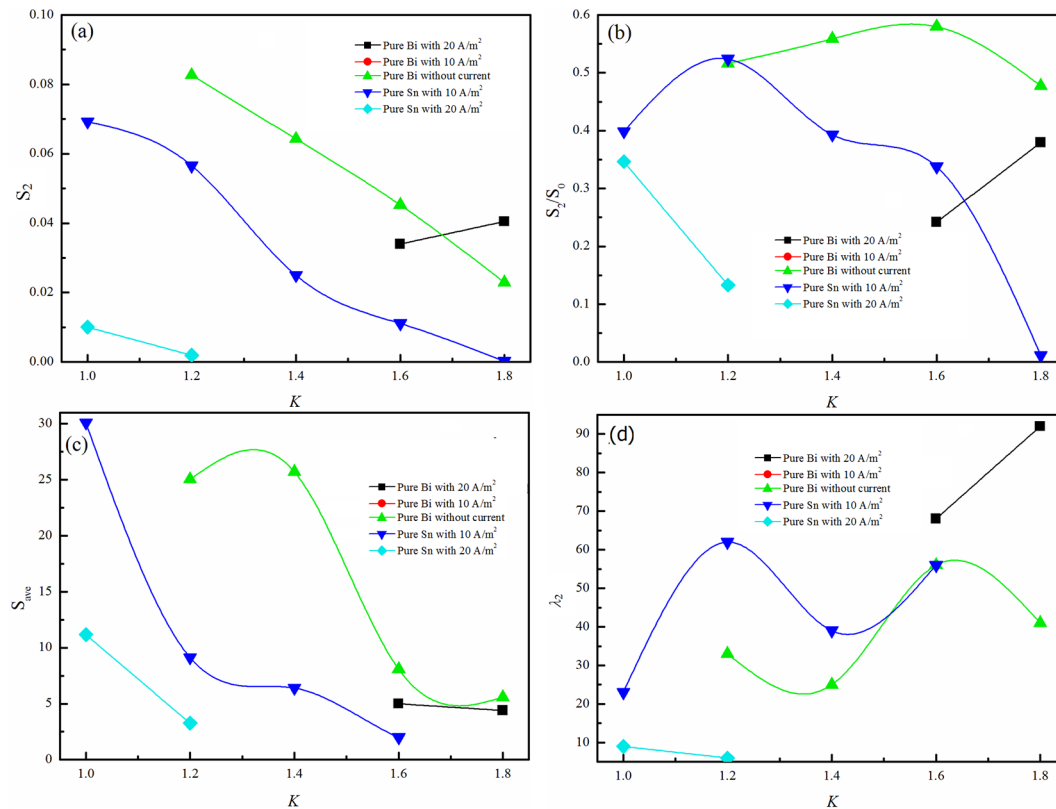 (a)
0.10
0.08
0.06
0.04
0.02
0.00
S₂
1.0 1.2 1.4 1.6 1.8
K
Pure Bi with 20 A/m²
Pure Bi with 10 A/m²
Pure Bi without current
Pure Sn with 10 A/m²
Pure Sn with 20 A/m²
(b)
0.6
0.5
0.4
0.3
0.2
0.1
0.0
S₂/S₀
1.0 1.2 1.4 1.6 1.8
K
Pure Bi with 20 A/m²
Pure Bi with 10 A/m²
Pure Bi without current
Pure Sn with 10 A/m²
Pure Sn with 20 A/m²
(c)
30
25
20
15
10
5
0
Sₐᵥₑ
1.0 1.2 1.4 1.6 1.8
K
Pure Bi with 20 A/m²
Pure Bi with 10 A/m²
Pure Bi without current
Pure Sn with 10 A/m²
Pure Sn with 20 A/m²
(d)
90
80
70
60
50
40
30
20
10
λ₂
1.0 1.2 1.4 1.6 1.8
K
Pure Bi with 20 A/m²
Pure Bi with 10 A/m²
Pure Bi without current
Pure Sn with 10 A/m²
Pure Sn with 20 A/m²